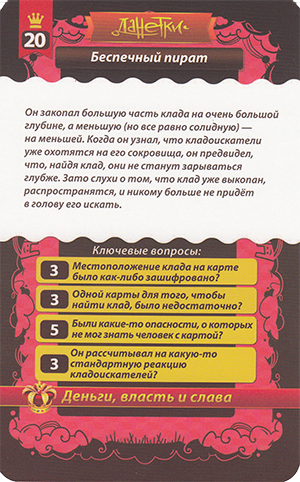 20
ДАНЕТКИ
Беспечный пират
Он закопал большую часть клада на очень большой
глубине, а меньшую (но все равно солидную) —
на меньшей. Когда он узнал, что кладоискатели
уже охотятся на его сокровища, он предвидел,
что, найдя клад, они не станут зарываться
глубже. Зато слухи о том, что клад уже выкопан,
распространятся, и никому больше не придёт
в голову его искать.
Ключевые вопросы:
3 Местоположение клада на карте
было как-либо зашифровано?
3 Одной карты для того, чтобы
найти клад, было недостаточно?
5 Были какие-то опасности, о которых
не мог знать человек с картой?
3 Он рассчитывал на какую-то
стандартную реакцию
кладоискателей?
Деньги, власть и слава